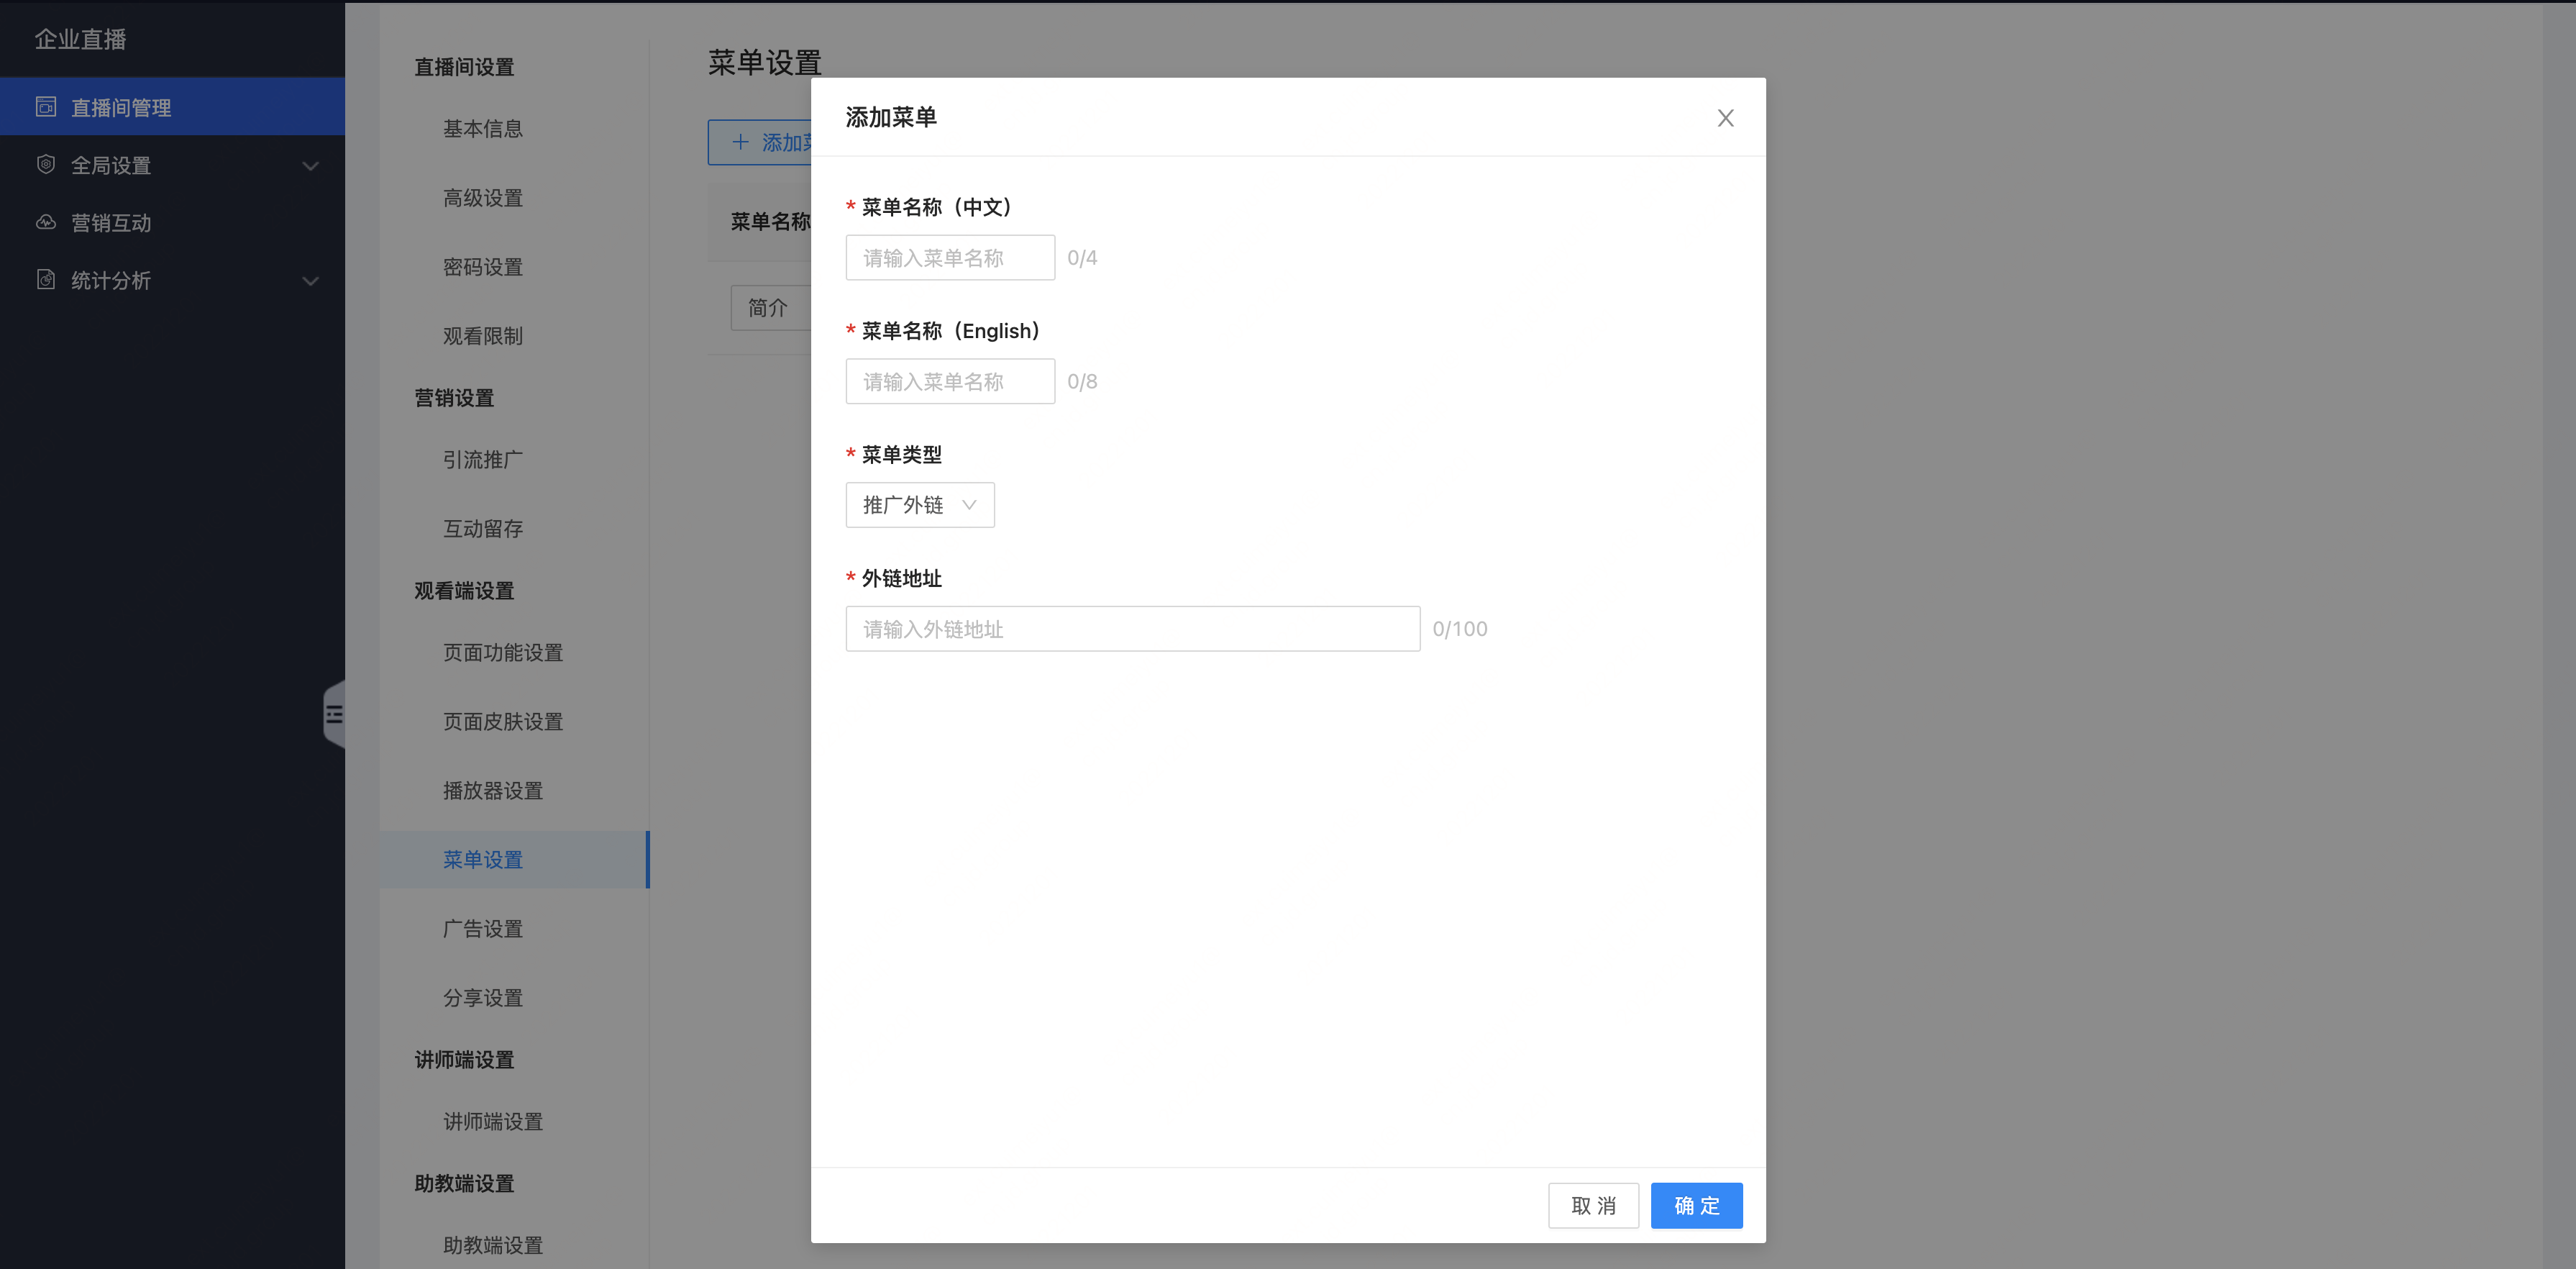 企业直播
直播间管理
全局设置
营销互动
统计分析
直播间设置
基本信息
高级设置
密码设置
观看限制
营销设置
引流推广
互动留存
观看端设置
页面功能设置
页面皮肤设置
播放器设置
菜单设置
广告设置
分享设置
讲师端设置
讲师端设置
助教端设置
助教端设置
菜单设置
添加
菜单名称
简介
添加菜单
* 菜单名称（中文）
请输入菜单名称 0/4
* 菜单名称（English）
请输入菜单名称 0/8
* 菜单类型
推广外链
* 外链地址
请输入外链地址 0/100
取 消 确 定